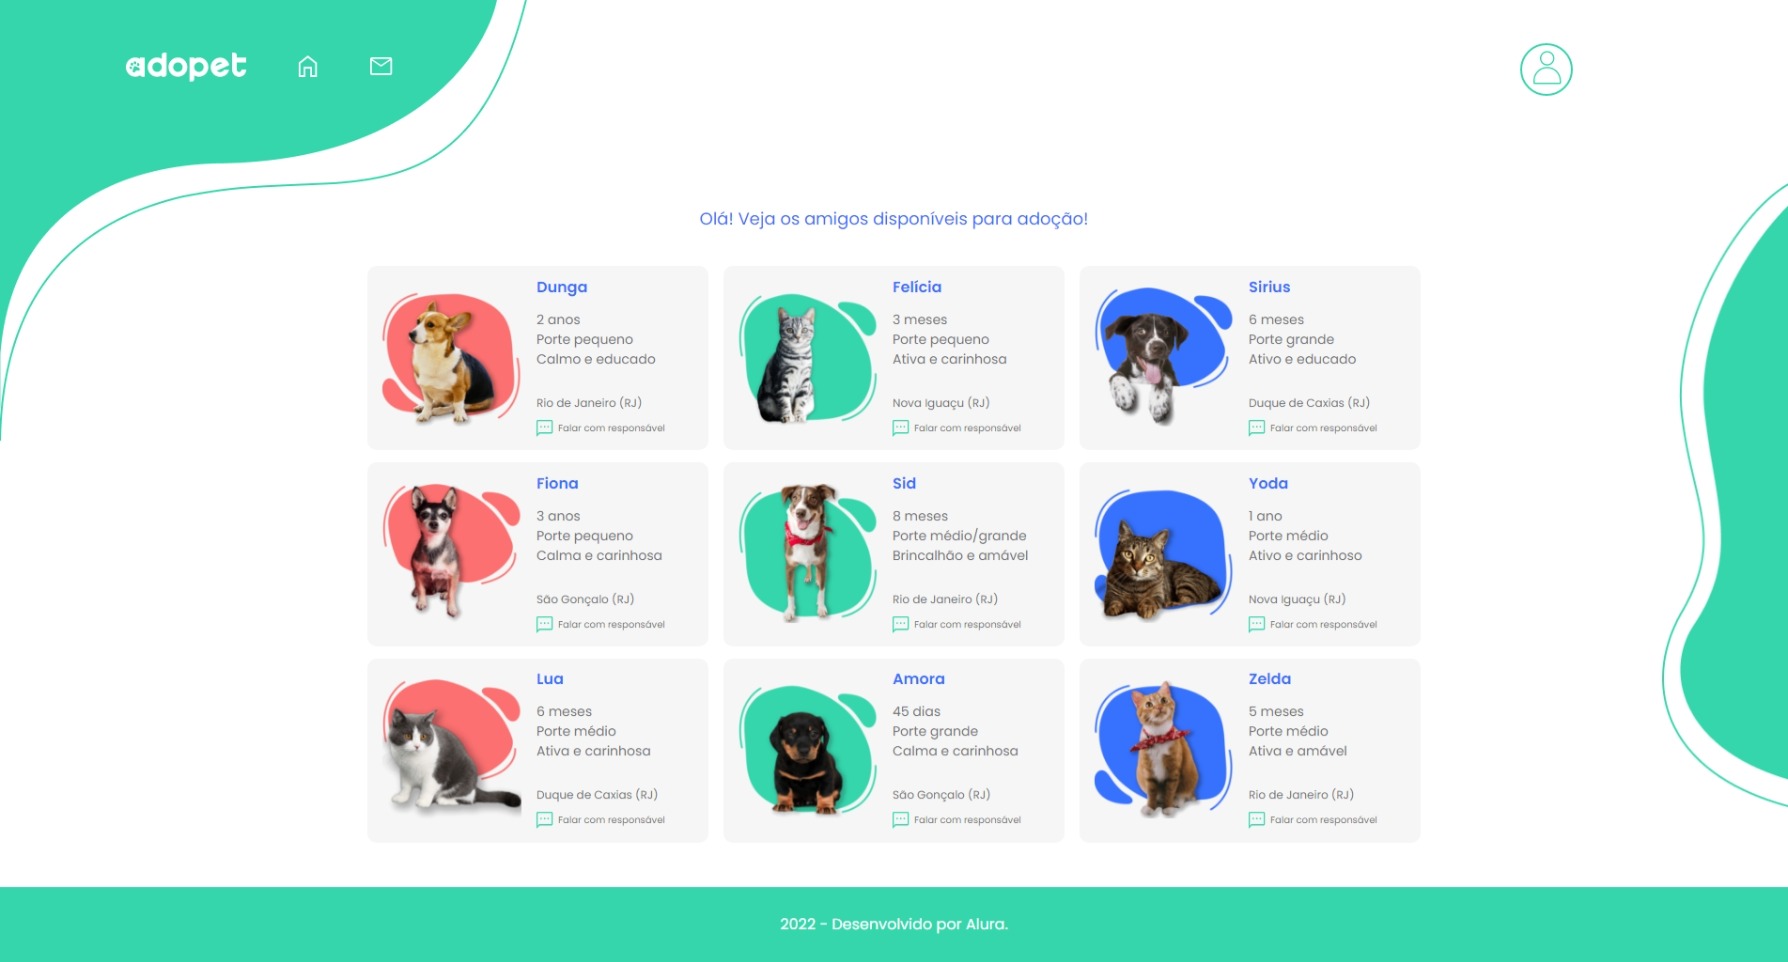 adopet
Olá! Veja os amigos disponíveis para adoção!
Dunga
2 anos
Porte pequeno
Calmo e educado
Rio de Janeiro (RJ)
Falar com responsável
Felícia
3 meses
Porte pequeno
Ativa e carinhosa
Nova Iguaçu (RJ)
Falar com responsável
Sirius
6 meses
Porte grande
Ativo e educado
Duque de Caxias (RJ)
Falar com responsável
Fiona
3 anos
Porte pequeno
Calma e carinhosa
São Gonçalo (RJ)
Falar com responsável
Sid
8 meses
Porte médio/grande
Brincalhão e amável
Rio de Janeiro (RJ)
Falar com responsável
Yoda
1 ano
Porte médio
Ativo e carinhoso
Nova Iguaçu (RJ)
Falar com responsável
Lua
6 meses
Porte médio
Ativa e carinhosa
Duque de Caxias (RJ)
Falar com responsável
Amora
45 dias
Porte grande
Calma e carinhosa
São Gonçalo (RJ)
Falar com responsável
Zelda
5 meses
Porte médio
Ativa e amável
Rio de Janeiro (RJ)
Falar com responsável
2022 - Desenvolvido por Alura.